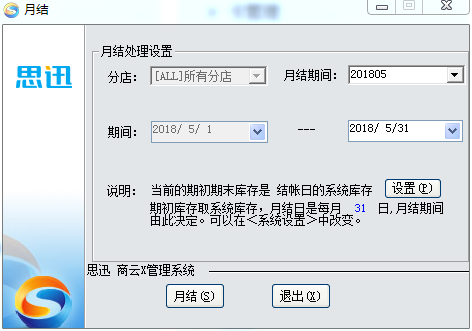 月结
月结处理设置
思迅
分店： [ALL]所有分店 月结期间： 201805
期间： 2018/ 5/ 1 --- 2018/ 5/31
说明： 当前的期初期末库存是 结帐日的系统库存 设置(P)
期初库存取系统库存，月结日是每月 31 日,月结期间
由此决定。可以在<系统设置>中改变。
思迅 商云X管理系统
月结(S) 退出(X)